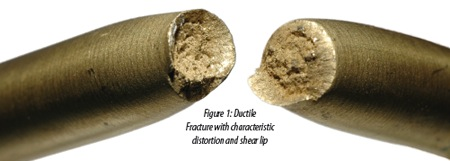 Figure 1: Ductile
Fracture with characteristic
distortion and shear lip